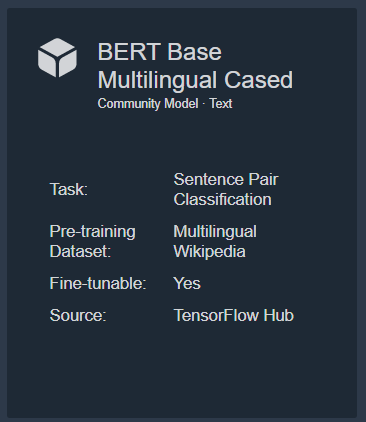 BERT Base
Multilingual Cased
Community Model · Text
Task:
Sentence Pair
Classification
Pre-training
Dataset:
Multilingual
Wikipedia
Fine-tunable:
Yes
Source:
TensorFlow Hub